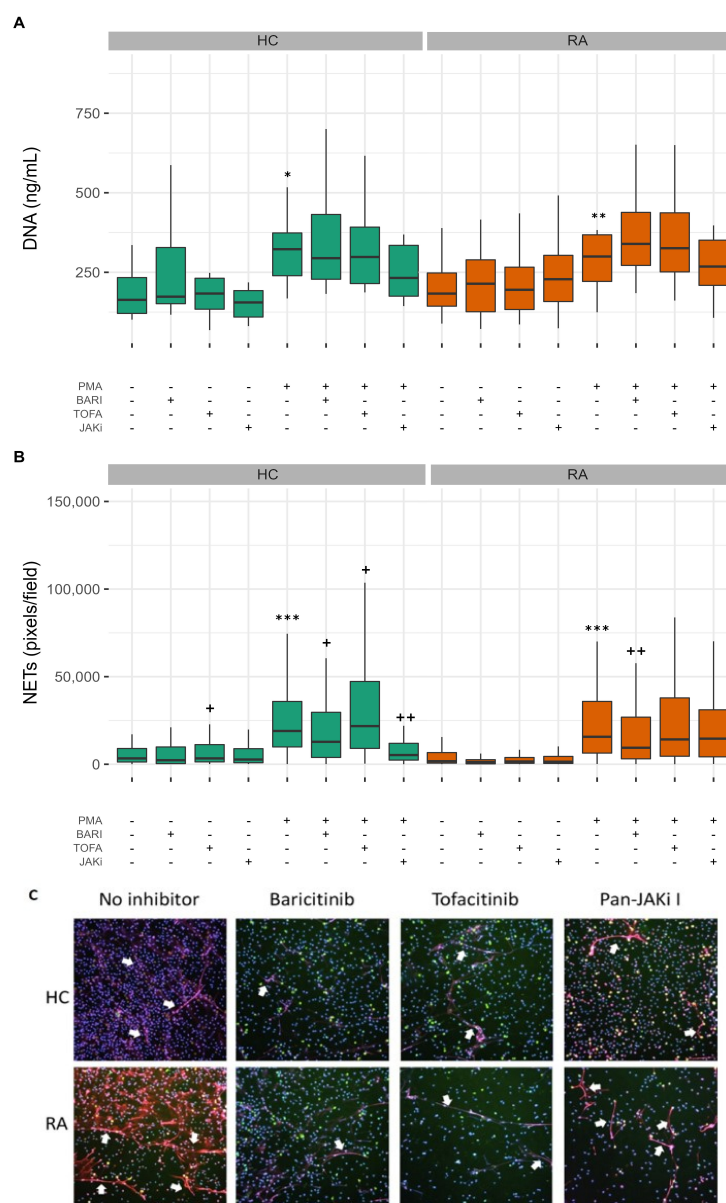 A
HC RA
*
**
750
500
250
DNA (ng/mL)
PMA - - - - + + + + - - - - + + + +
BARI - + - - - + - - - + - - - + - -
TOFA - - + - - - + - - - + - - - + -
JAKi - - - + - - - + - - - + - - - +
B
HC RA
150,000
100,000
50,000
0
NETs (pixels/field)
+
***
+
+
++
***
++
PMA - - - - + + + + - - - - + + + +
BARI - + - - - + - - - + - - - + - -
TOFA - - + - - - + - - - + - - - + -
JAKi - - - + - - - + - - - + - - - +
C
No inhibitor Baricitinib Tofacitinib Pan-JAKi I
HC
RA